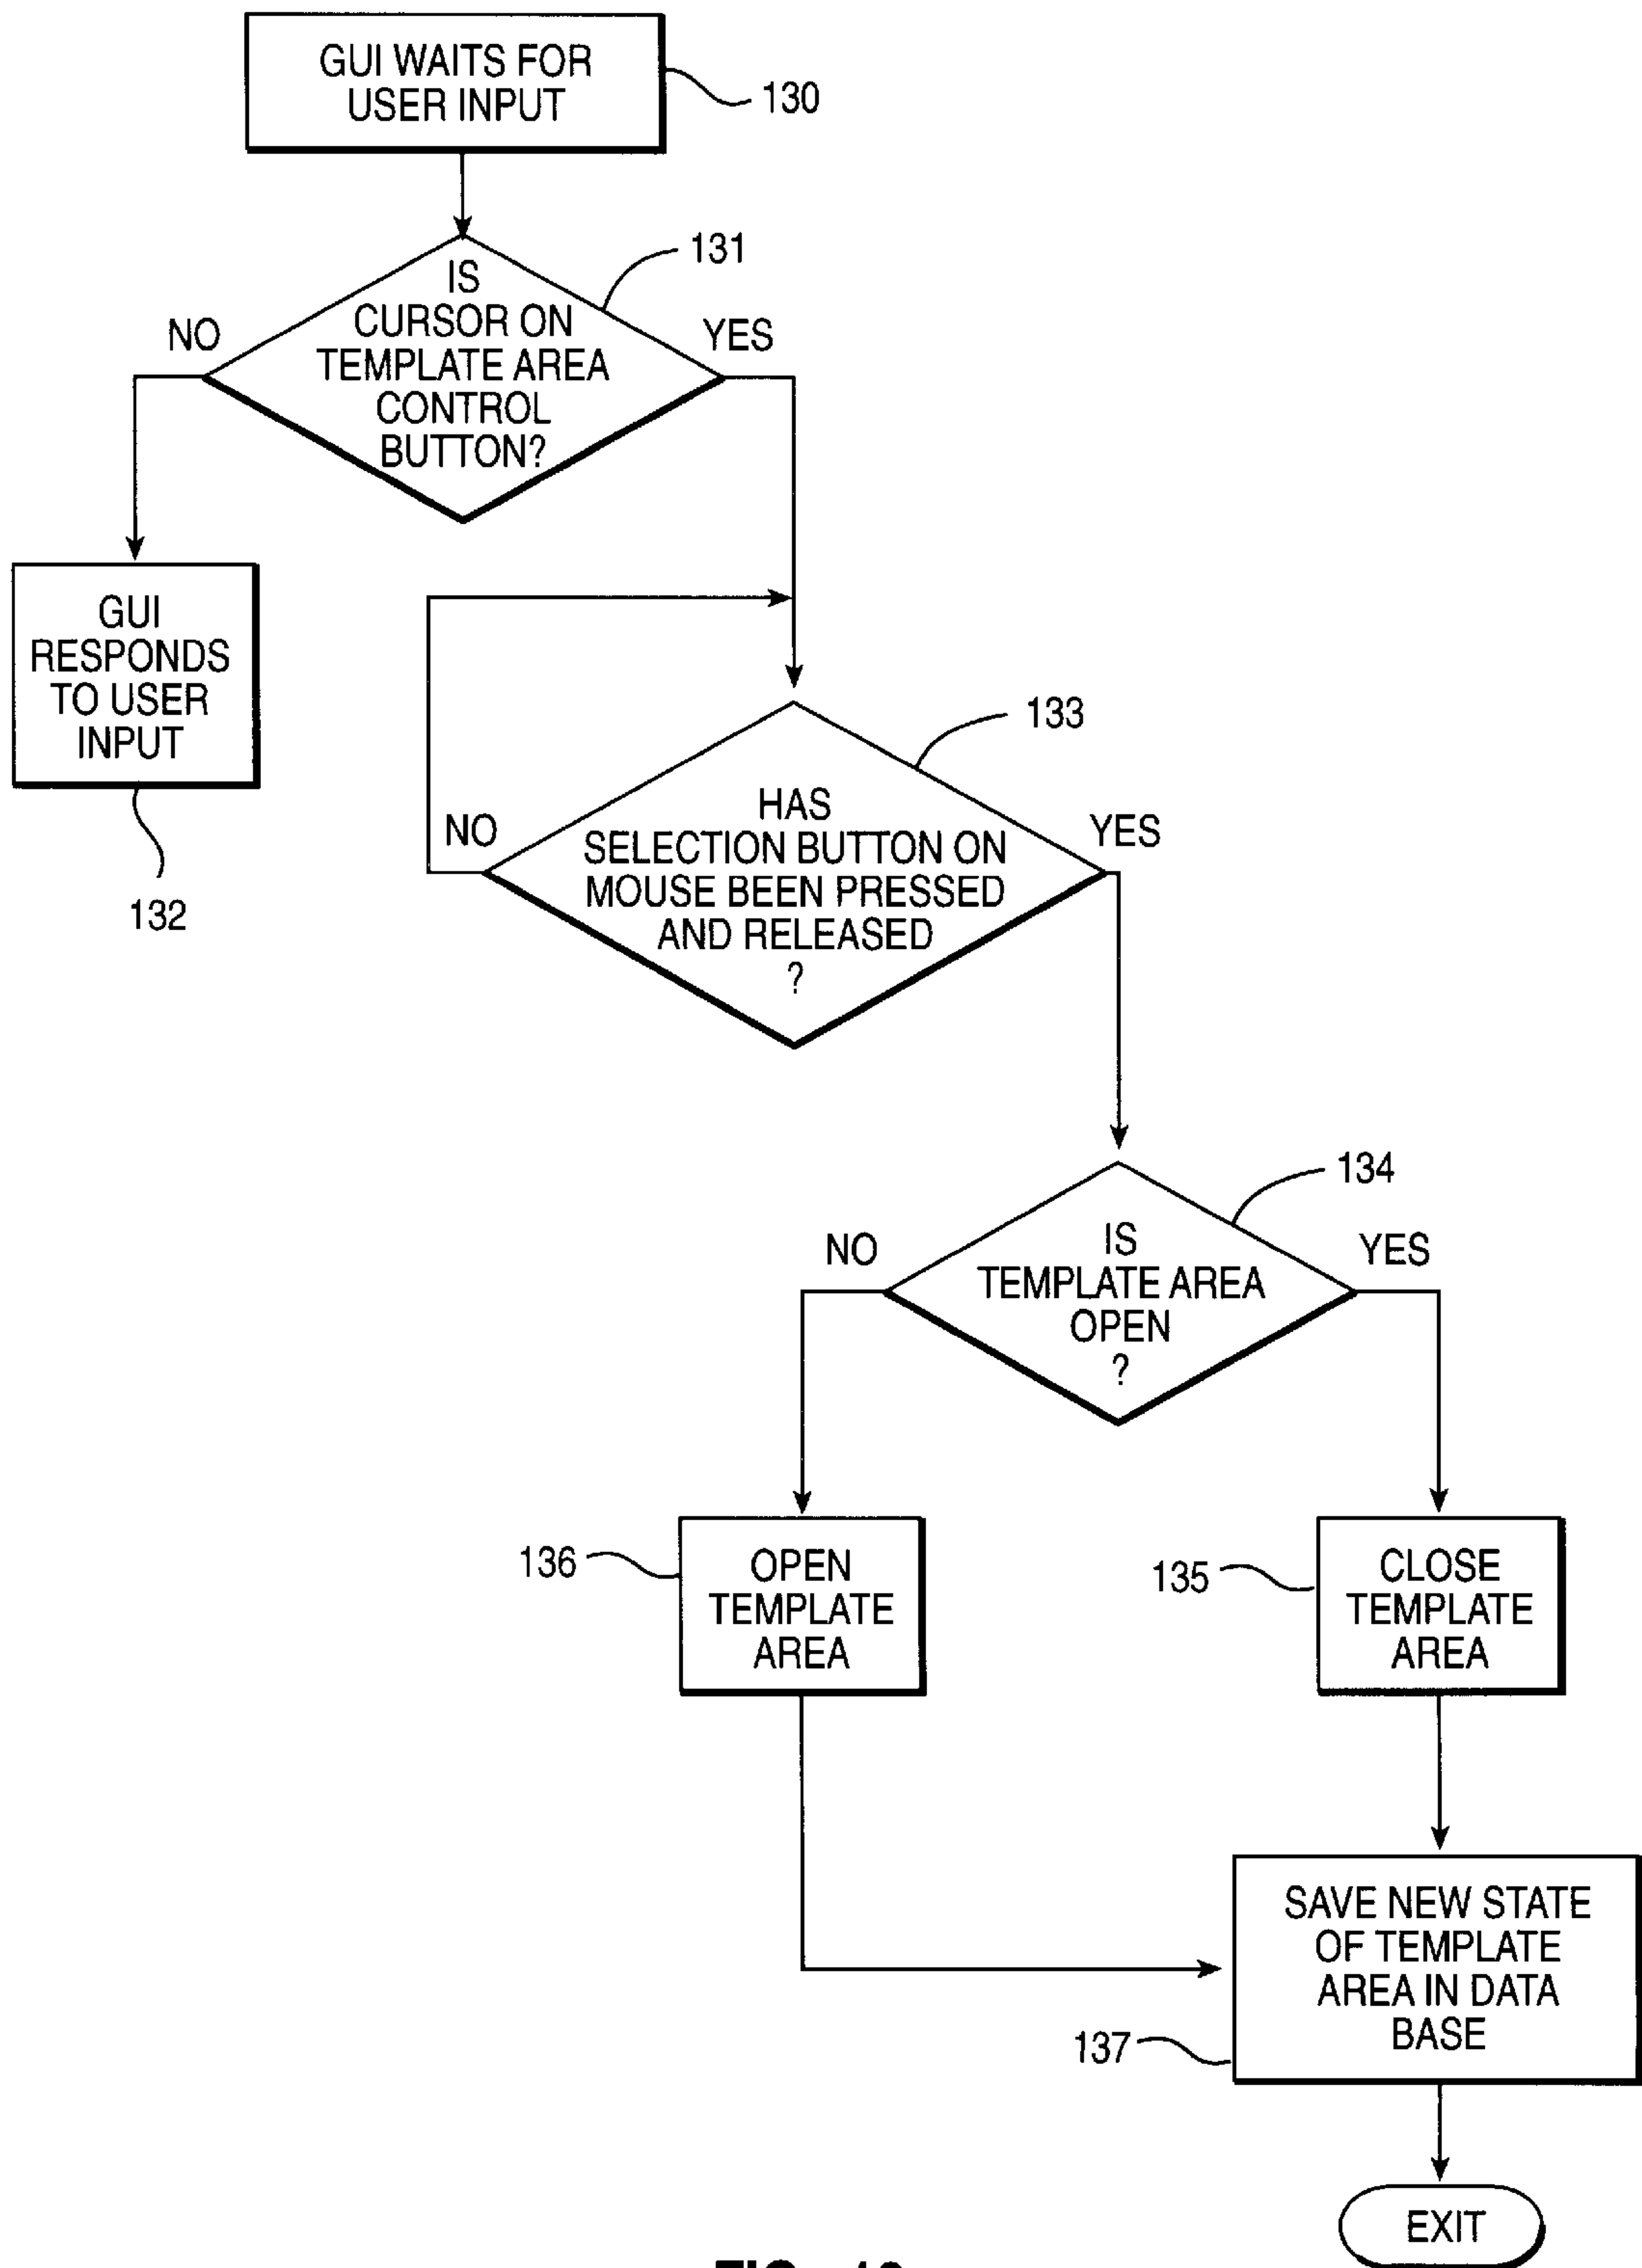 GUI WAITS FOR
USER INPUT
130
131
IS
CURSOR ON
TEMPLATE AREA
CONTROL
BUTTON?
NO
YES
GUI
RESPONDS
TO USER
INPUT
132
133
HAS
SELECTION BUTTON ON
MOUSE BEEN PRESSED
AND RELEASED
?
NO
YES
134
IS
TEMPLATE AREA
OPEN
?
NO
YES
136
OPEN
TEMPLATE
AREA
135
CLOSE
TEMPLATE
AREA
SAVE NEW STATE
OF TEMPLATE
AREA IN DATA
BASE
137
EXIT